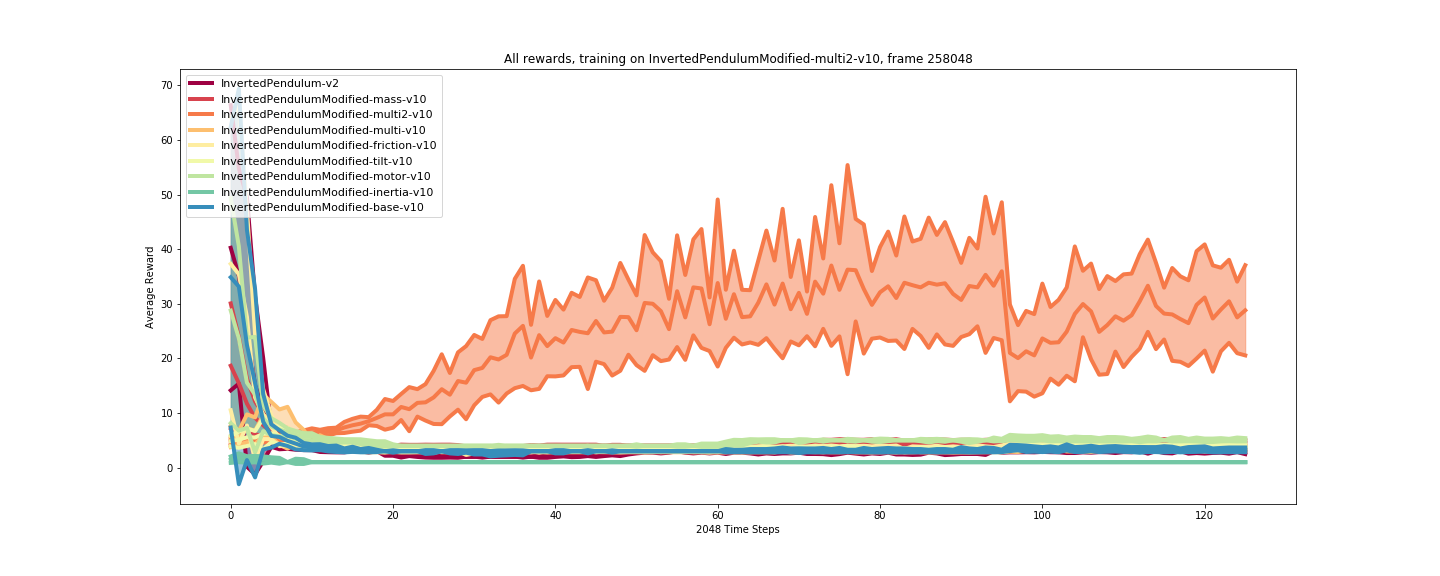 All rewards, training on InvertedPendulumModified-multi2-v10, frame 258048
InvertedPendulum-v2
InvertedPendulumModified-mass-v10
InvertedPendulumModified-multi2-v10
InvertedPendulumModified-multi-v10
InvertedPendulumModified-friction-v10
InvertedPendulumModified-tilt-v10
InvertedPendulumModified-motor-v10
InvertedPendulumModified-inertia-v10
InvertedPendulumModified-base-v10
70
60
50
40
30
20
10
0
Average Reward
0 20 40 60 80 100 120
2048 Time Steps